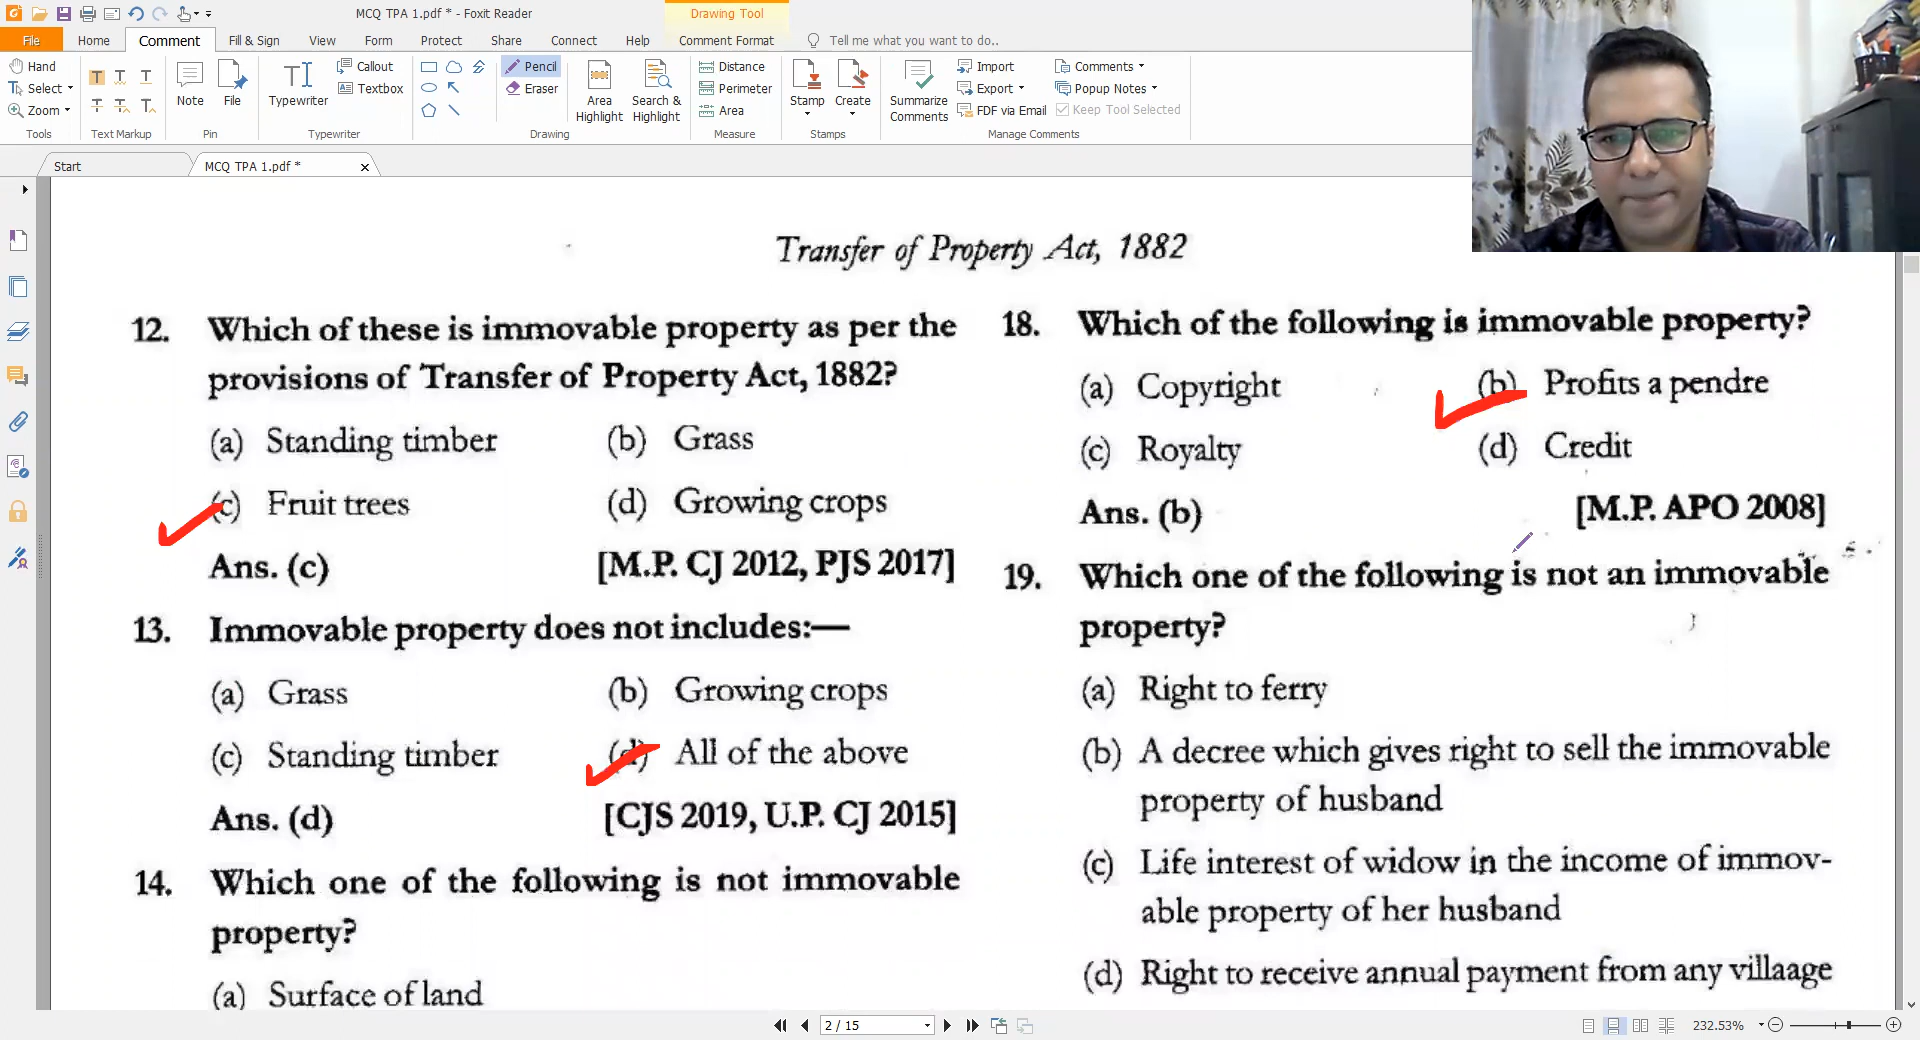 MCQ TPA 1.pdf * - Foxit Reader
Drawing Tool
File Home Comment Fill & Sign View Form Protect Share Connect Help Comment Format Tell me what you want to do..
Hand
Select
Zoom
Tools
T T T
T T T
Text Markup
Note
File
Pin
Typewriter
Callout
Textbox
Typewriter
Pencil
Eraser
Drawing
Area
Highlight
Search &
Highlight
Distance
Perimeter
Area
Measure
Stamp
Create
Stamps
Summarize
Comments
Import
Export
FDF via Email
Comments
Popup Notes
Keep Tool Selected
Manage Comments
Start
MCQ TPA 1.pdf *
Transfer of Property Act, 1882
12. Which of these is immovable property as per the
provisions of Transfer of Property Act, 1882?
(a) Standing timber (b) Grass
(c) Fruit trees (d) Growing crops
Ans. (c) [M.P. CJ 2012, PJS 2017]
13. Immovable property does not includes:—
(a) Grass (b) Growing crops
(c) Standing timber (d) All of the above
Ans. (d) [CJS 2019, U.P. CJ 2015]
14. Which one of the following is not immovable
property?
(a) Surface of land
18. Which of the following is immovable property?
(a) Copyright (b) Profits a pendre
(c) Royalty (d) Credit
Ans. (b) [M.P. APO 2008]
19. Which one of the following is not an immovable
property?
(a) Right to ferry
(b) A decree which gives right to sell the immovable
property of husband
(c) Life interest of widow in the income of immov-
able property of her husband
(d) Right to receive annual payment from any villaage
2 / 15
232.53%